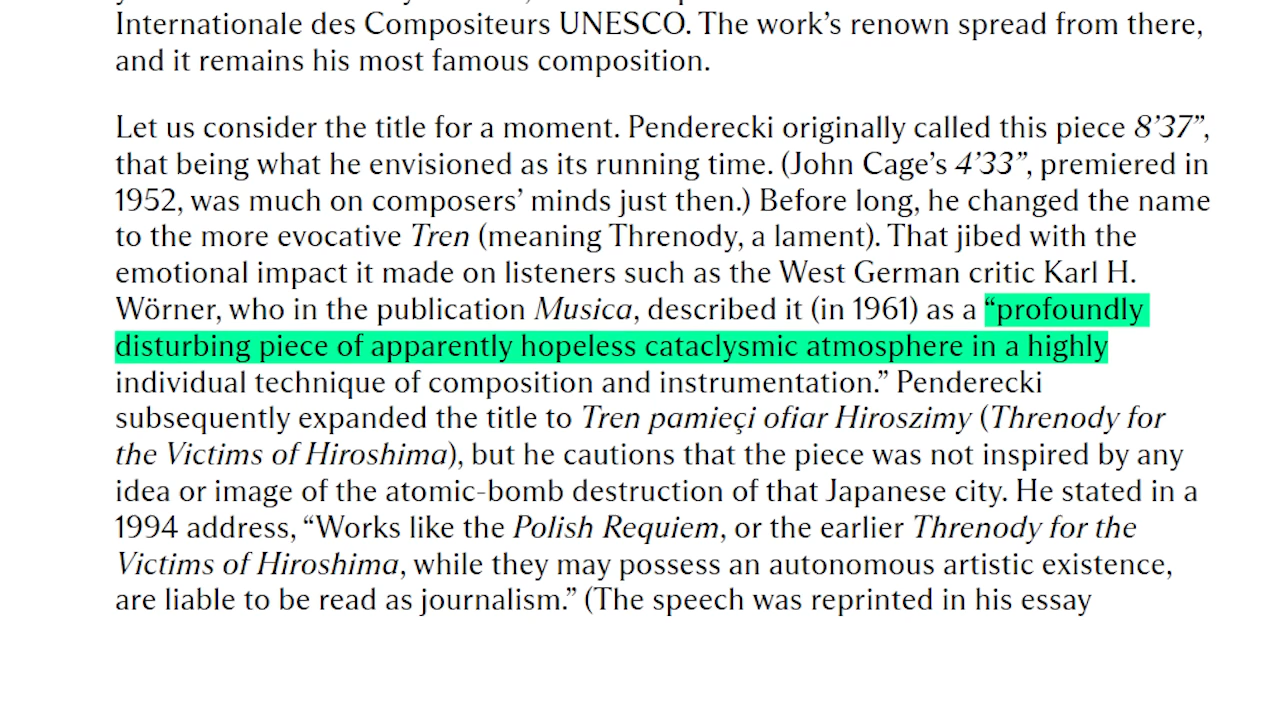 Internationale des Compositeurs UNESCO. The work’s renown spread from there,
and it remains his most famous composition.
Let us consider the title for a moment. Penderecki originally called this piece 8’37”,
that being what he envisioned as its running time. (John Cage’s 4’33”, premiered in
1952, was much on composers’ minds just then.) Before long, he changed the name
to the more evocative Tren (meaning Threnody, a lament). That jibed with the
emotional impact it made on listeners such as the West German critic Karl H.
Wörner, who in the publication Musica, described it (in 1961) as a “profoundly
disturbing piece of apparently hopeless cataclysmic atmosphere in a highly
individual technique of composition and instrumentation.” Penderecki
subsequently expanded the title to Tren pamieçi ofiar Hiroszimy (Threnody for
the Victims of Hiroshima), but he cautions that the piece was not inspired by any
idea or image of the atomic-bomb destruction of that Japanese city. He stated in a
1994 address, “Works like the Polish Requiem, or the earlier Threnody for the
Victims of Hiroshima, while they may possess an autonomous artistic existence,
are liable to be read as journalism.” (The speech was reprinted in his essay